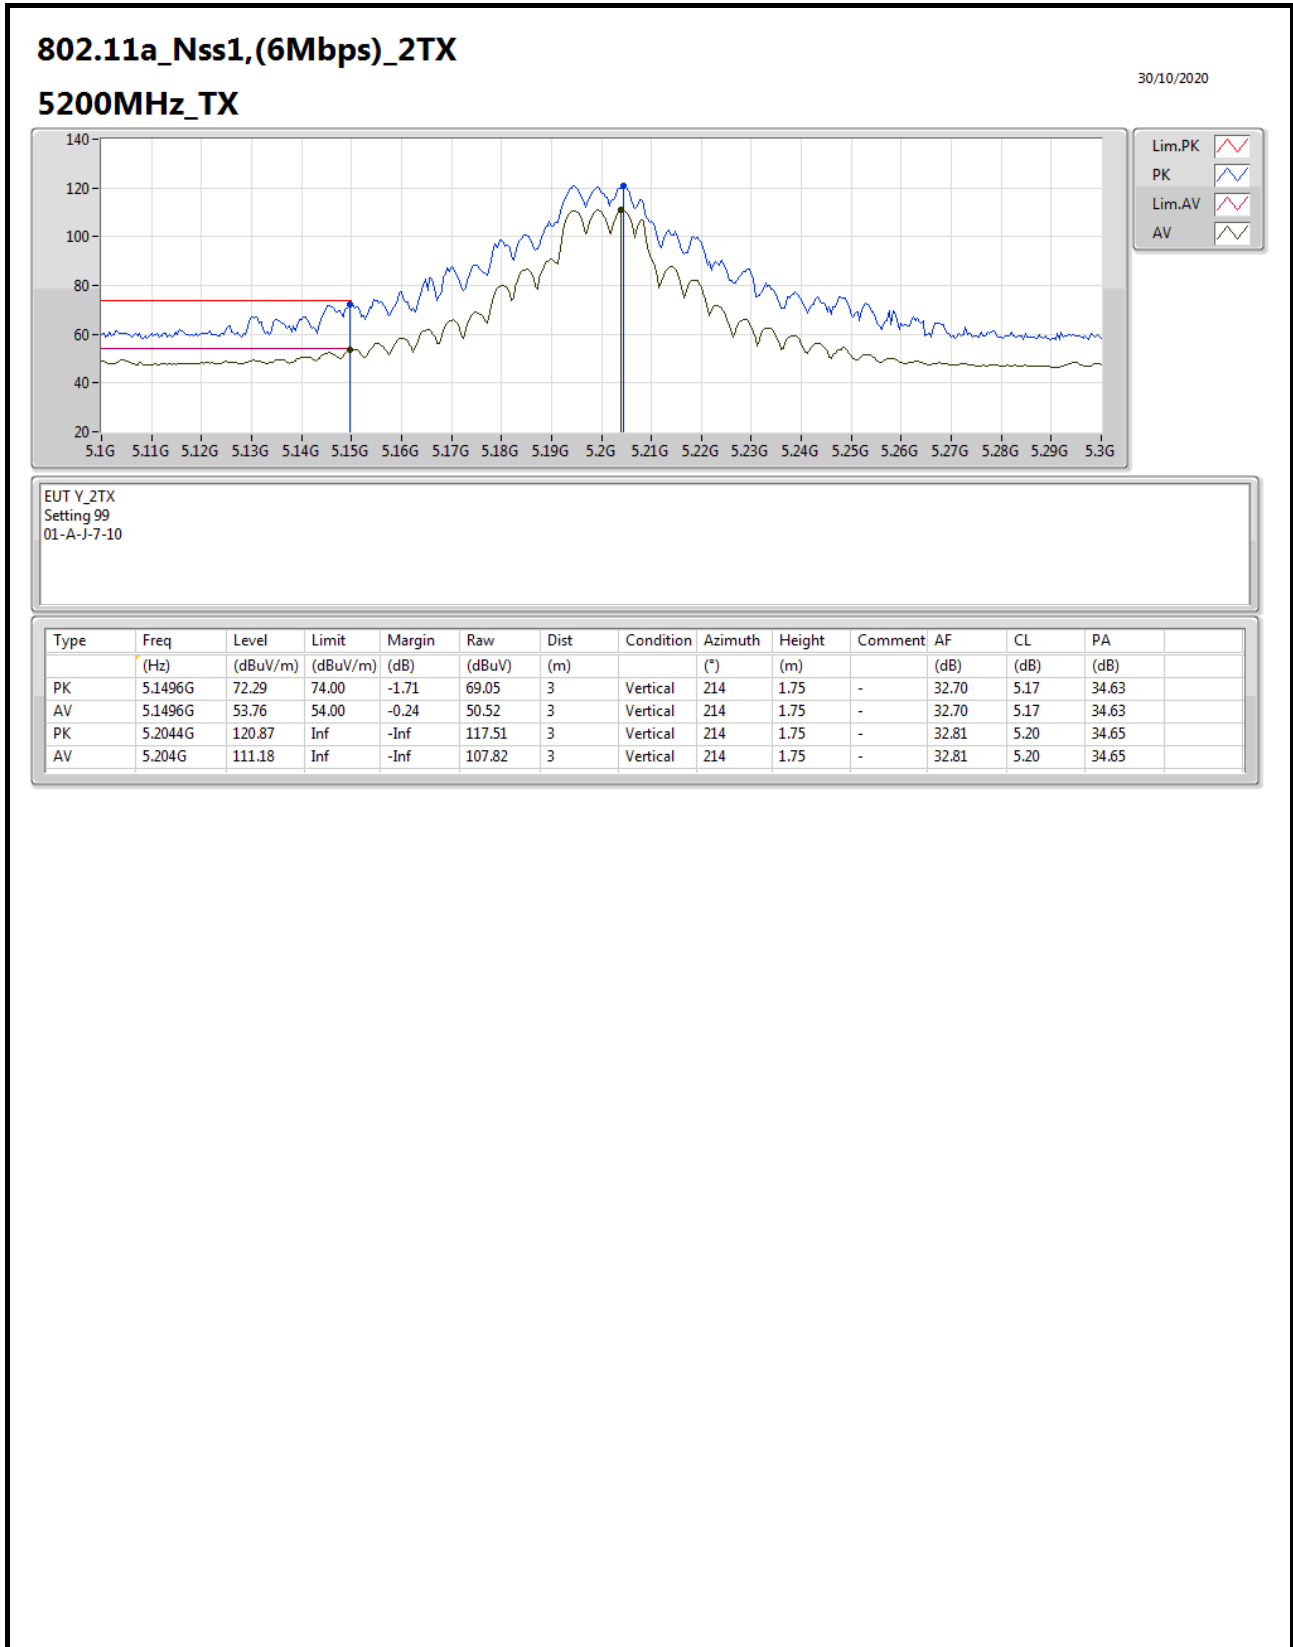 802.11a_Nss1,(6Mbps)_2TX
30/10/2020
5200MHz_TX
140
120
100
80
60
40
20
5.1G 5.11G 5.12G 5.13G 5.14G 5.15G 5.16G 5.17G 5.18G 5.19G 5.2G 5.21G 5.22G 5.23G 5.24G 5.25G 5.26G 5.27G 5.28G 5.29G 5.3G
Lim.PK
PK
Lim.AV
AV
EUT Y_2TX
Setting 99
01-A-J-7-10
Type Freq Level Limit Margin Raw Dist Condition Azimuth Height Comment AF CL PA
(Hz) (dBuV/m) (dBuV/m) (dB) (dBuV) (m) (°) (m) (dB) (dB) (dB)
PK 5.1496G 72.29 74.00 -1.71 69.05 3 Vertical 214 1.75 - 32.70 5.17 34.63
AV 5.1496G 53.76 54.00 -0.24 50.52 3 Vertical 214 1.75 - 32.70 5.17 34.63
PK 5.2044G 120.87 Inf -Inf 117.51 3 Vertical 214 1.75 - 32.81 5.20 34.65
AV 5.204G 111.18 Inf -Inf 107.82 3 Vertical 214 1.75 - 32.81 5.20 34.65